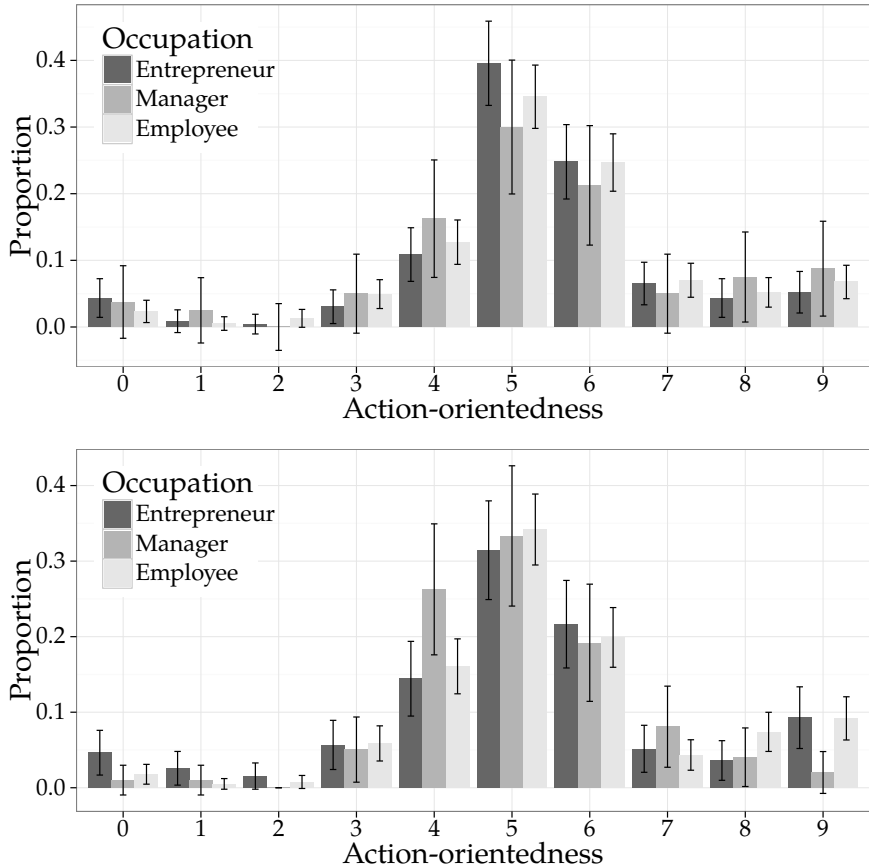 Occupation
Entrepreneur
Manager
Employee
Proportion
0.4
0.3
0.2
0.1
0.0
0 1 2 3 4 5 6 7 8 9
Action-orientedness
Occupation
Entrepreneur
Manager
Employee
Proportion
0.4
0.3
0.2
0.1
0.0
0 1 2 3 4 5 6 7 8 9
Action-orientedness